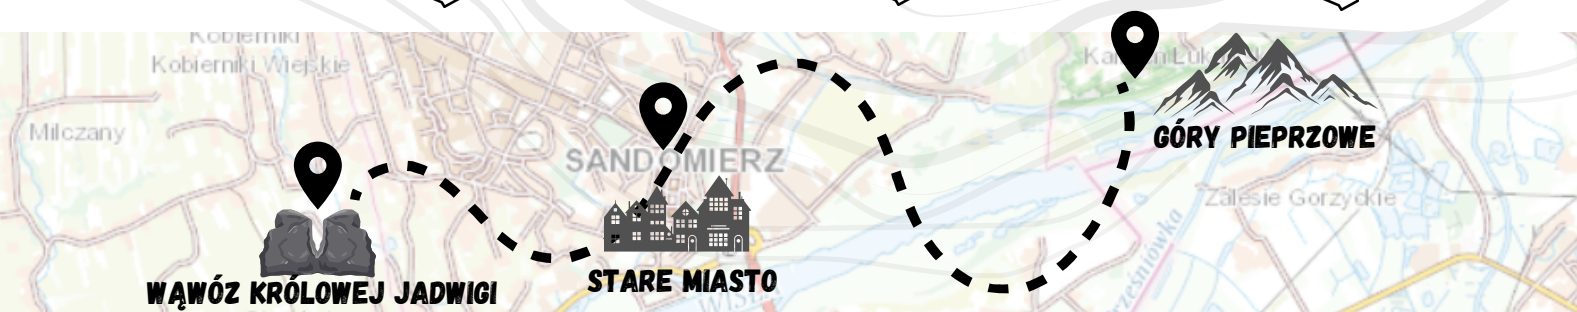 Kobierniki
Kobierniki Wiejskie
Milczany
SANDOMIERZ
GÓRY PIEPRZOWE
Zalesie Gorzyckie
STARE MIASTO
WĄWÓZ KRÓLOWEJ JADWIGI